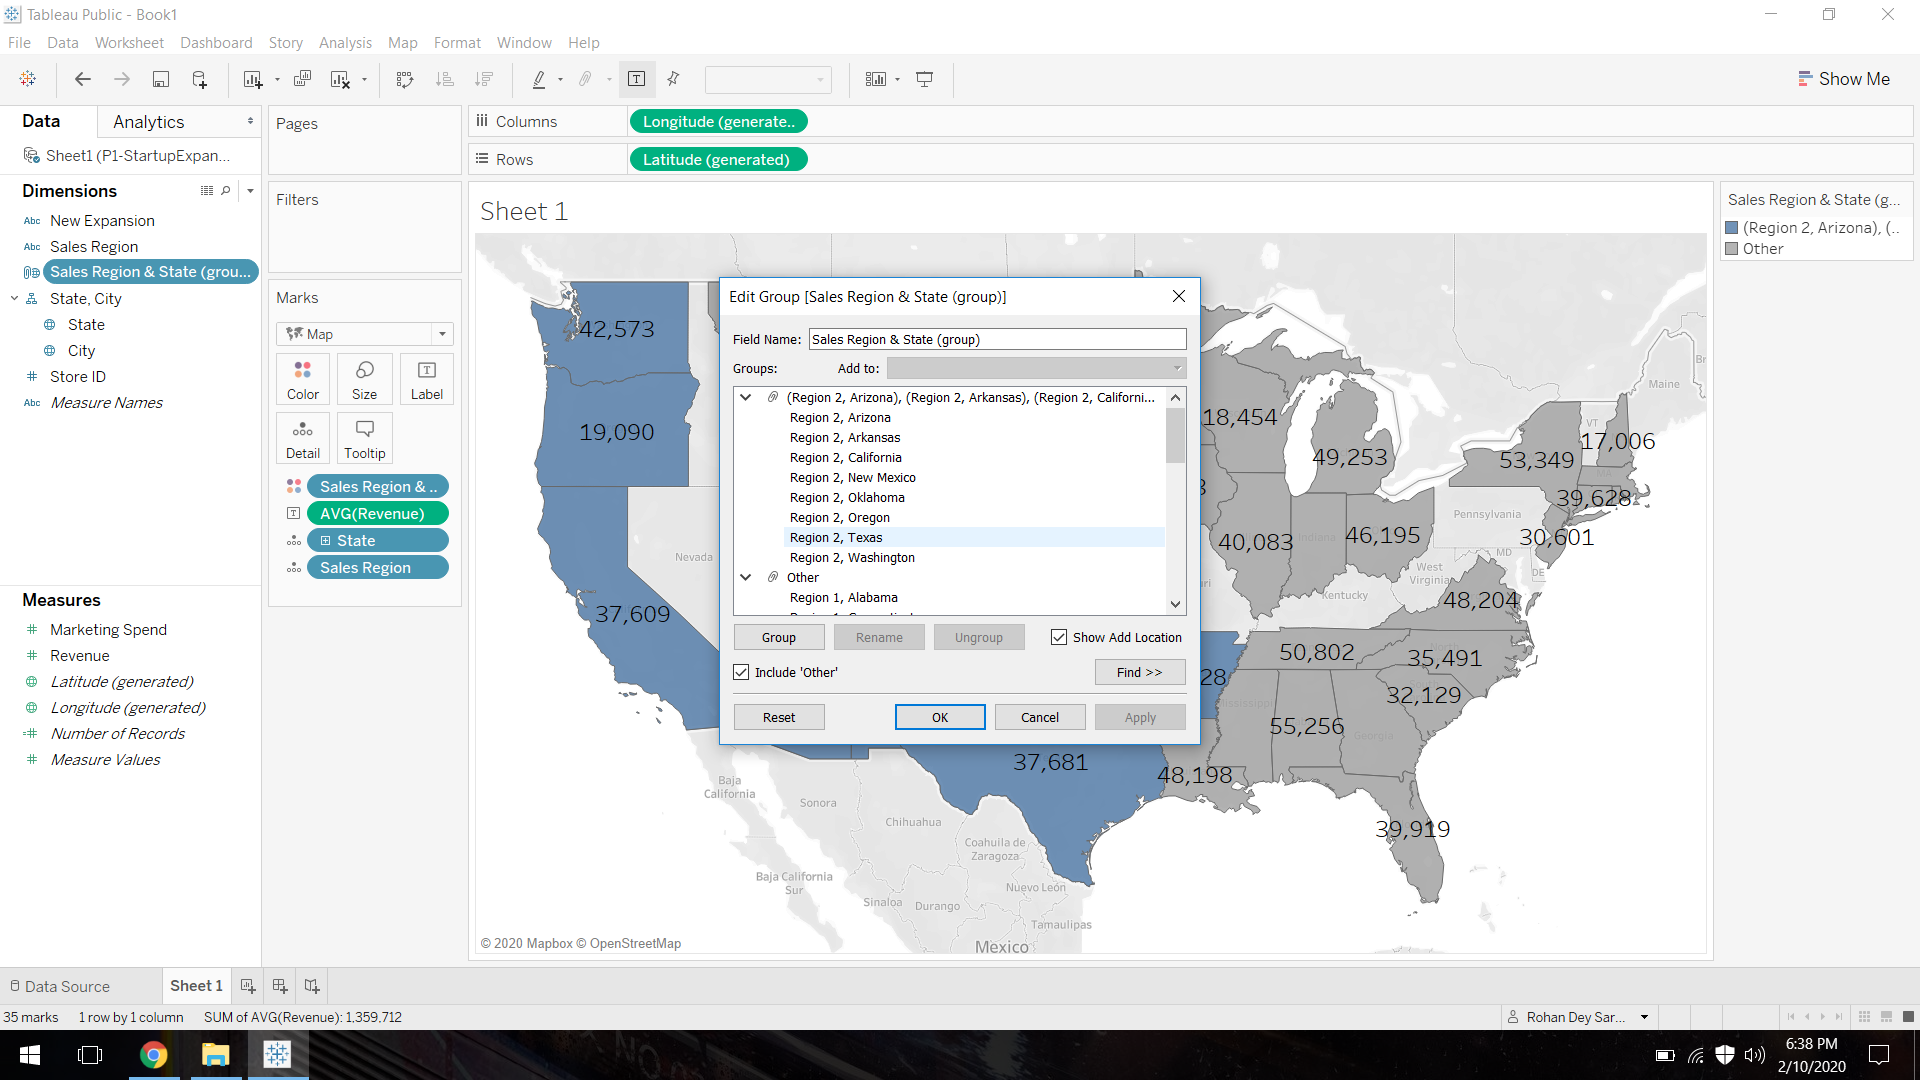 Tableau Public - Book1
File Data Worksheet Dashboard Story Analysis Map Format Window Help
Show Me
Data
Analytics
Sheet1 (P1-StartupExpan...
Dimensions
Abc New Expansion
Abc Sales Region
Sales Region & State (grou...
State, City
State
City
# Store ID
Abc Measure Names
Measures
# Marketing Spend
# Revenue
Latitude (generated)
Longitude (generated)
=# Number of Records
# Measure Values
Pages
Filters
Marks
Map
Color Size Label
Detail Tooltip
Sales Region & ..
AVG(Revenue)
State
Sales Region
Columns Longitude (generate..
Rows Latitude (generated)
Sheet 1
42,573
19,090
37,609
Nevada
Edit Group [Sales Region & State (group)]
Field Name: Sales Region & State (group)
Groups: Add to:
(Region 2, Arizona), (Region 2, Arkansas), (Region 2, Californi...
Region 2, Arizona
Region 2, Arkansas
Region 2, California
Region 2, New Mexico
Region 2, Oklahoma
Region 2, Oregon
Region 2, Texas
Region 2, Washington
Other
Region 1, Alabama
Group Rename Ungroup Show Add Location
Include 'Other' Find >>
Reset OK Cancel Apply
18,454
49,253
53,349
17,006
VT
MA
Maine
39,628
Pennsylvania
30,601
40,083
Indiana
46,195
MD
DE
West
Virginia
Kentucky
48,204
50,802
35,491
28
32,129
Mississippi
55,256
Georgia
37,681
48,198
39,919
Baja
California
Sonora
Chihuahua
Coahuila de
Zaragoza
Baja California
Sur
Nuevo León
Sinaloa
Durango
Tamaulipas
Mexico
© 2020 Mapbox © OpenStreetMap
Sales Region & State (g...
(Region 2, Arizona), (..
Other
Data Source
Sheet 1
35 marks 1 row by 1 column SUM of AVG(Revenue): 1,359,712
Rohan Dey Sar...
6:38 PM
2/10/2020